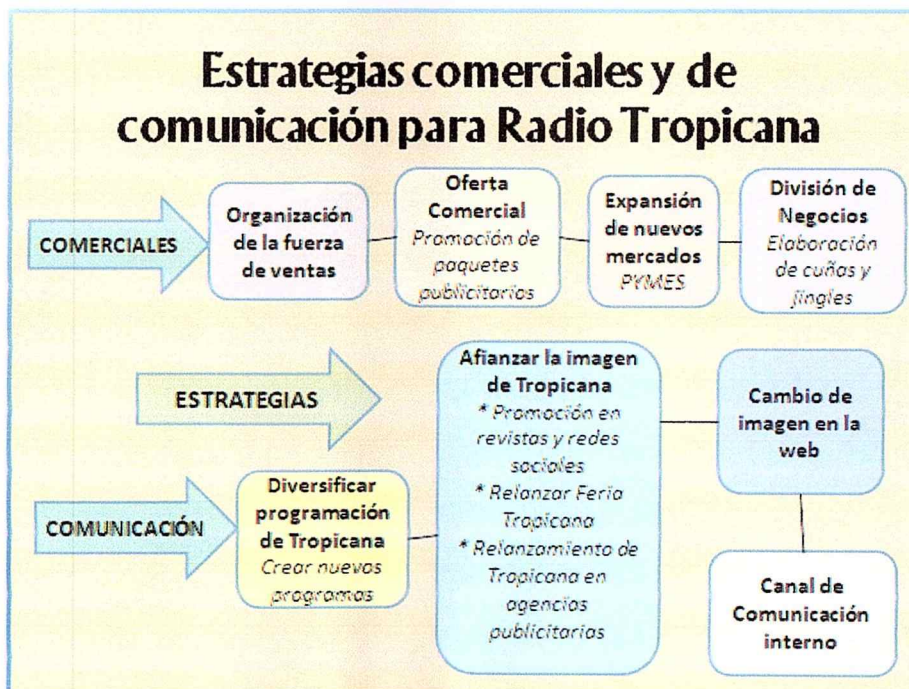 Estrategias comerciales y de
comunicación para Radio Tropicana
COMERCIALES
Organización
de la fuerza
de ventas
Oferta
Comercial
Promoción de
paquetes
publicitarios
Expansión
de nuevos
mercados
PYMES
División de
Negocios
Elaboración
de cuñas y
jingles
ESTRATEGIAS
COMUNICACIÓN
Diversificar
programación
de Tropicana
Crear nuevos
programas
Afianzar la imagen
de Tropicana
* Promoción en
revistas y redes
sociales
* Relanzar Feria
Tropicana
* Relanzamiento de
Tropicana en
agencias
publicitarias
Cambio de
imagen en la
web
Canal de
Comunicación
interno